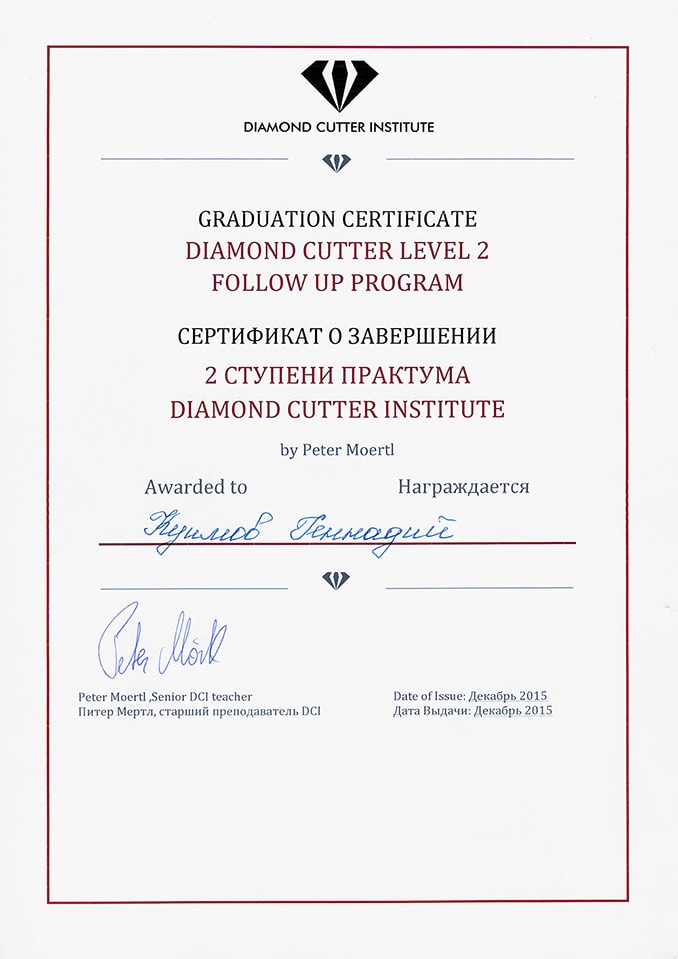 DIAMOND CUTTER INSTITUTE
GRADUATION CERTIFICATE
DIAMOND CUTTER LEVEL 2
FOLLOW UP PROGRAM
СЕРТИФИКАТ О ЗАВЕРШЕНИИ
2 СТУПЕНИ ПРАКТУМА
DIAMOND CUTTER INSTITUTE
by Peter Moertl
Awarded to Награждается
Куимов Геннадий
Peter Mörtl
Peter Moertl ,Senior DCI teacher
Питер Мертл, старший преподаватель DCI
Date of Issue: Декабрь 2015
Дата Выдачи: Декабрь 2015